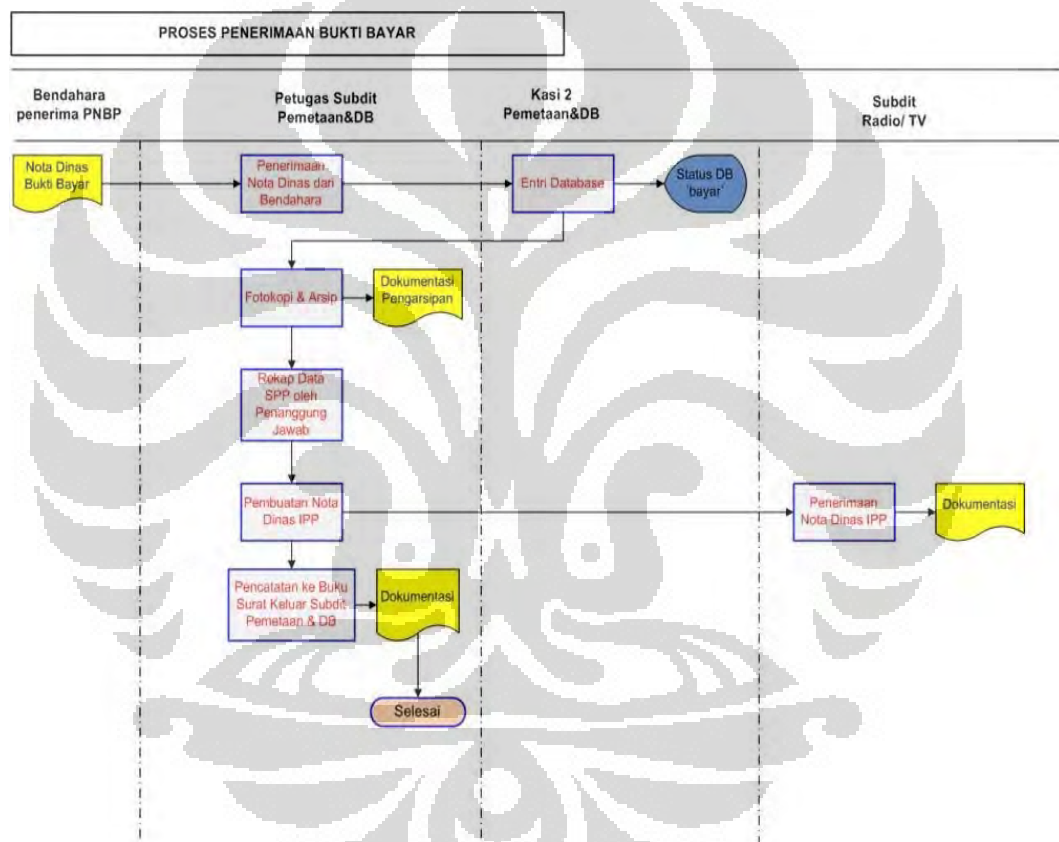 PROSES PENERIMAAN BUKTI BAYAR
Bendahara
penerima PNBP
Petugas Subdit
Pemetaan&DB
Kasi 2
Pemetaan&DB
Subdit
Radio/ TV
Nota Dinas
Bukti Bayar
Penerimaan
Nota Dinas dari
Bendahara
Entri Database
Status DB
'bayar'
Fotokopi & Arsip
Dokumentasi
Pengarsipan
Rekap Data
SPP oleh
Penanggung
Jawab
Pembuatan Nota
Dinas IPP
Penerimaan
Nota Dinas IPP
Dokumentasi
Pencatatan ke Buku
Surat Keluar Subdit
Pemetaan & DB
Dokumentasi
Selesai